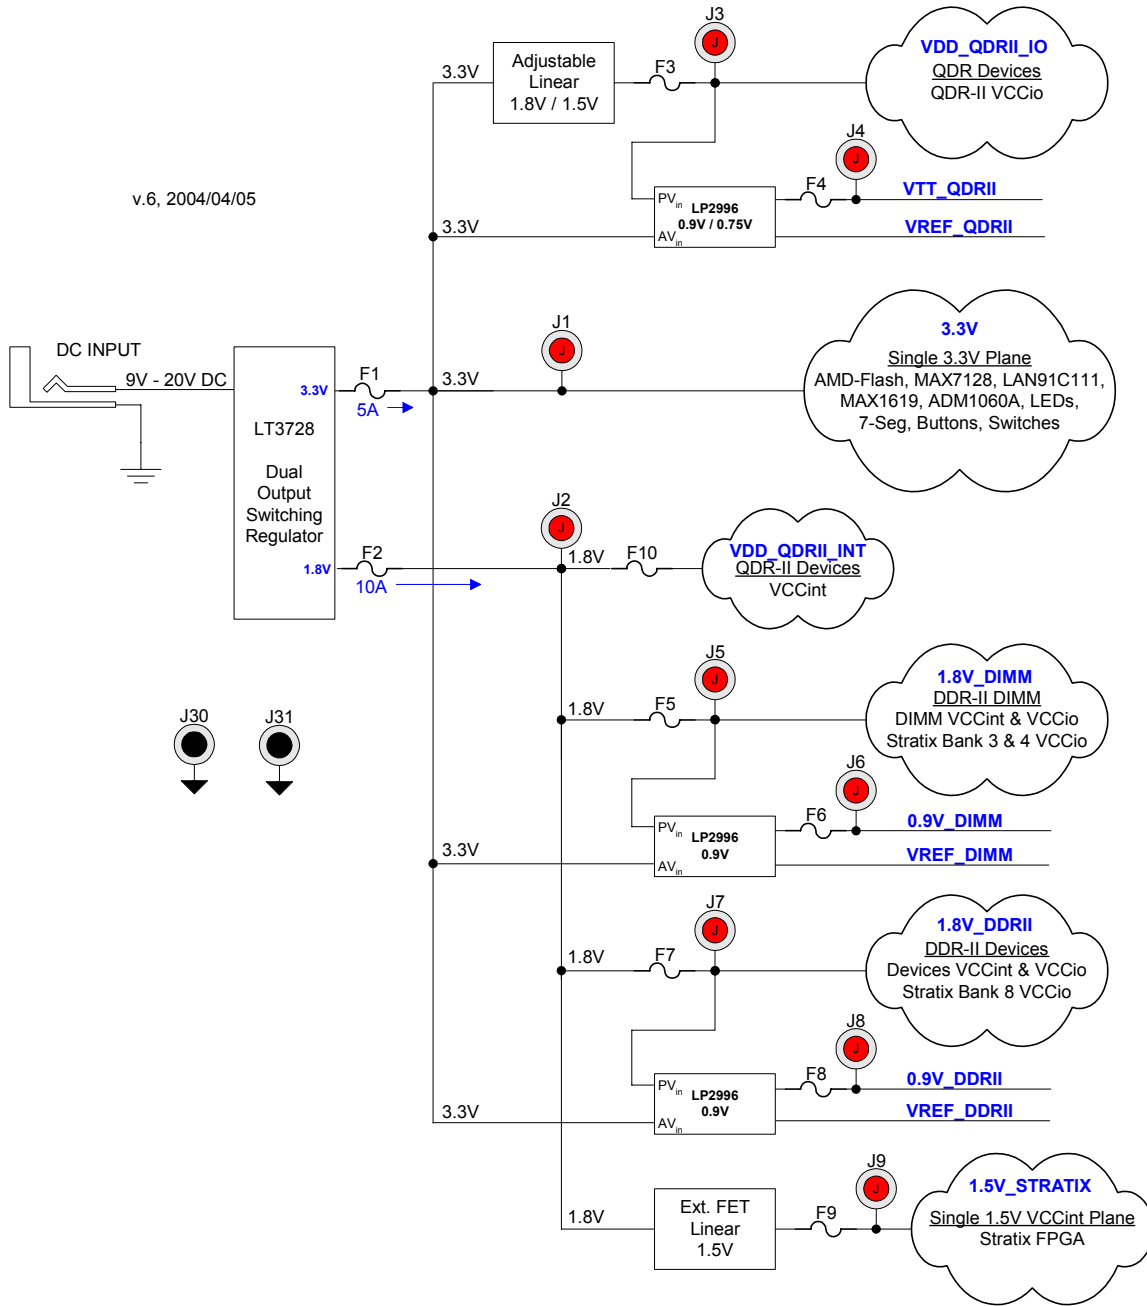 J3
J
3.3V
Adjustable
Linear
1.8V / 1.5V
F3
VDD_QDRII_IO
QDR Devices
QDR-II VCCio
J4
J
v.6, 2004/04/05
PVin
LP2996
0.9V / 0.75V
AVin
F4
VTT_QDRII
3.3V
VREF_QDRII
DC INPUT
9V - 20V DC
3.3V
LT3728
Dual
Output
Switching
Regulator
1.8V
F1
5A
3.3V
J1
J
3.3V
Single 3.3V Plane
AMD-Flash, MAX7128, LAN91C111,
MAX1619, ADM1060A, LEDs,
7-Seg, Buttons, Switches
F2
10A
J2
J
1.8V
F10
VDD_QDRII_INT
QDR-II Devices
VCCint
J5
J
1.8V
F5
1.8V_DIMM
DDR-II DIMM
DIMM VCCint & VCCio
Stratix Bank 3 & 4 VCCio
J30
J31
J6
J
PVin
LP2996
0.9V
AVin
F6
0.9V_DIMM
3.3V
VREF_DIMM
J7
J
1.8V
F7
1.8V_DDRII
DDR-II Devices
Devices VCCint & VCCio
Stratix Bank 8 VCCio
J8
J
PVin
LP2996
0.9V
AVin
F8
0.9V_DDRII
3.3V
VREF_DDRII
J9
J
1.8V
Ext. FET
Linear
1.5V
F9
1.5V_STRATIX
Single 1.5V VCCint Plane
Stratix FPGA